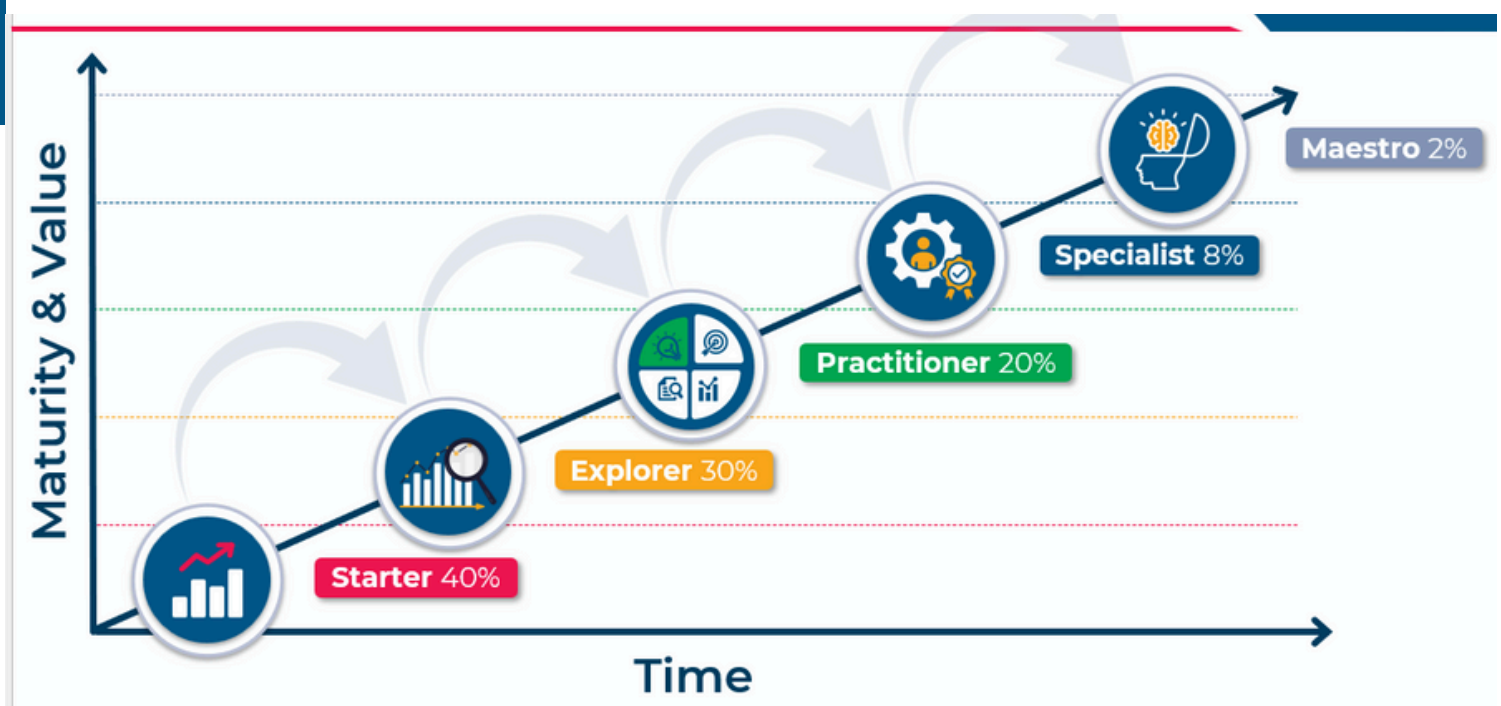 Maturity & Value
Maestro 2%
Specialist 8%
Practitioner 20%
Explorer 30%
Starter 40%
Time